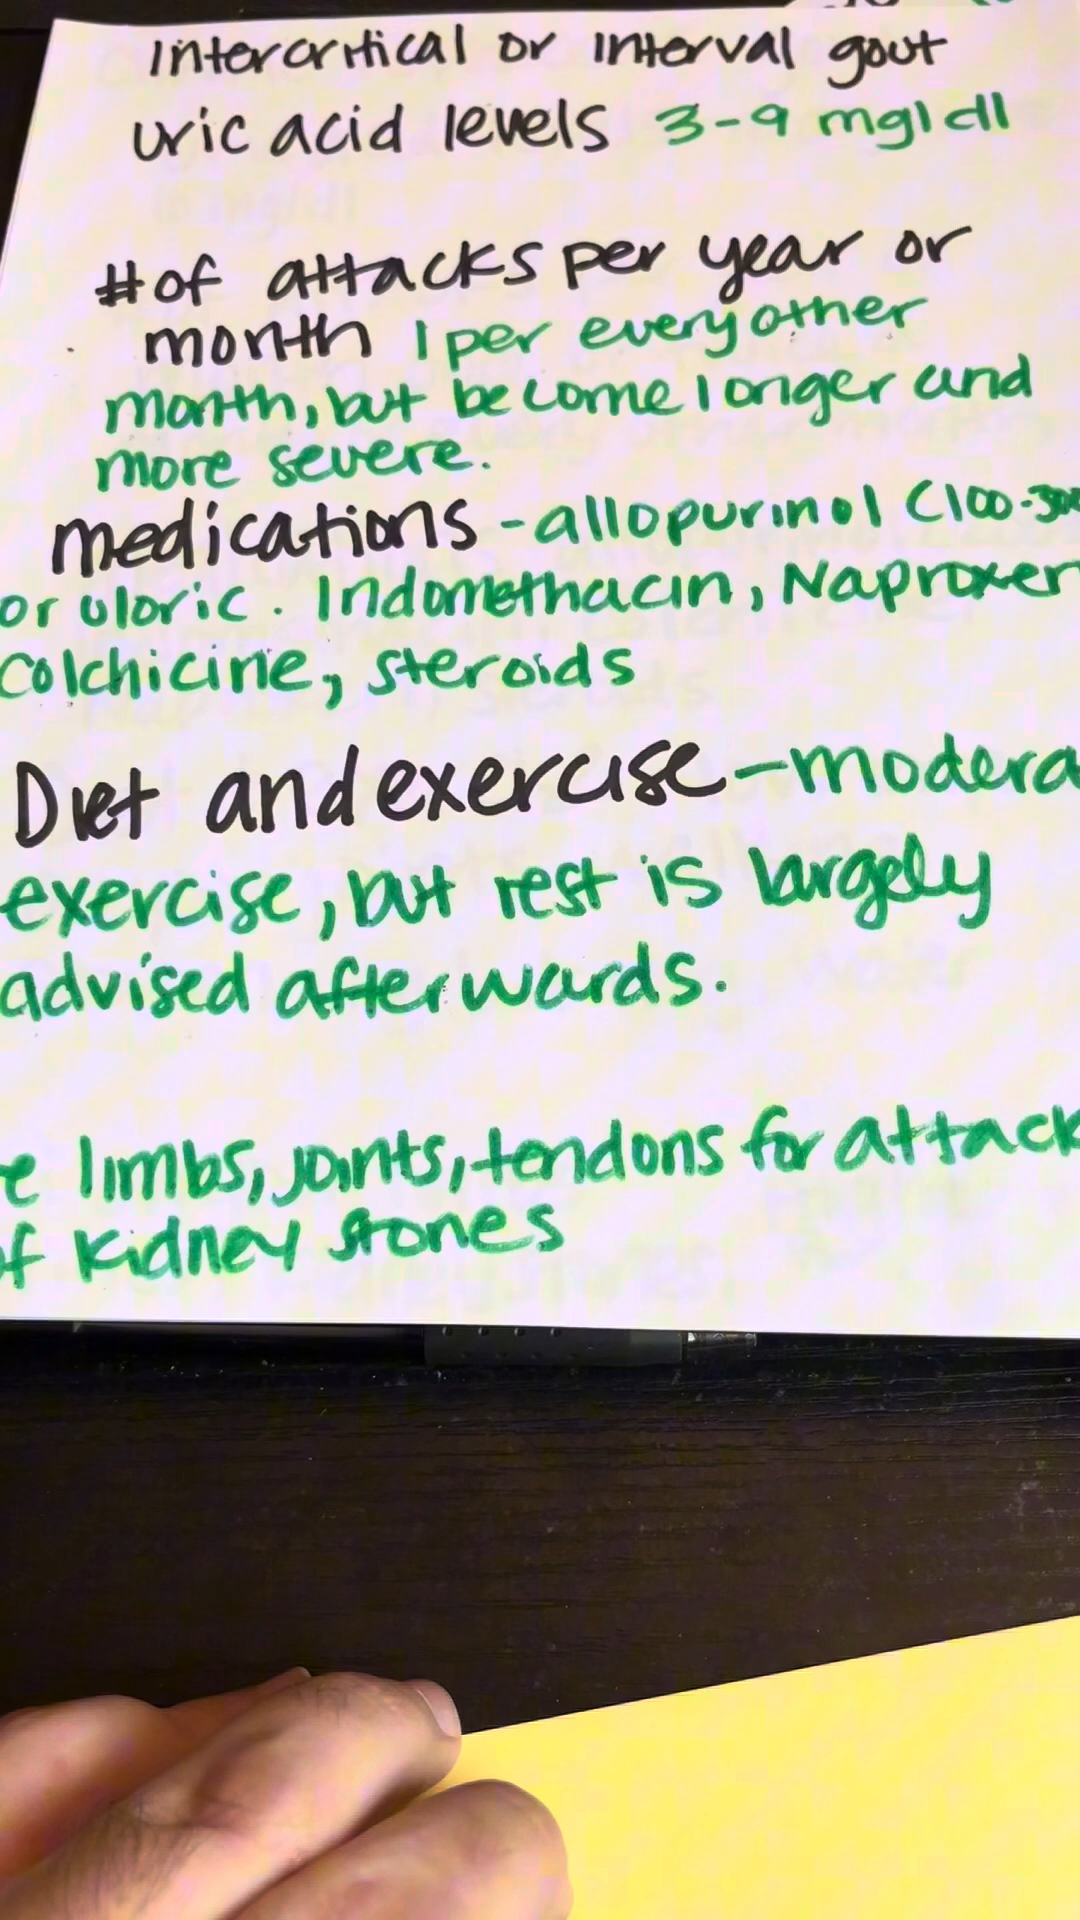 intercritical or interval gout
uric acid levels 3-9 mg/dl
# of attacks per year or
month 1 per every other
month, but become longer and
more severe.
medications - allopurinol (100-300
or uloric. Indomethacin, Naproxen
Colchicine, steroids
Diet and exercise - modera
exercise, but rest is largely
advised afterwards.
e limbs, joints, tendons for attack
of kidney stones